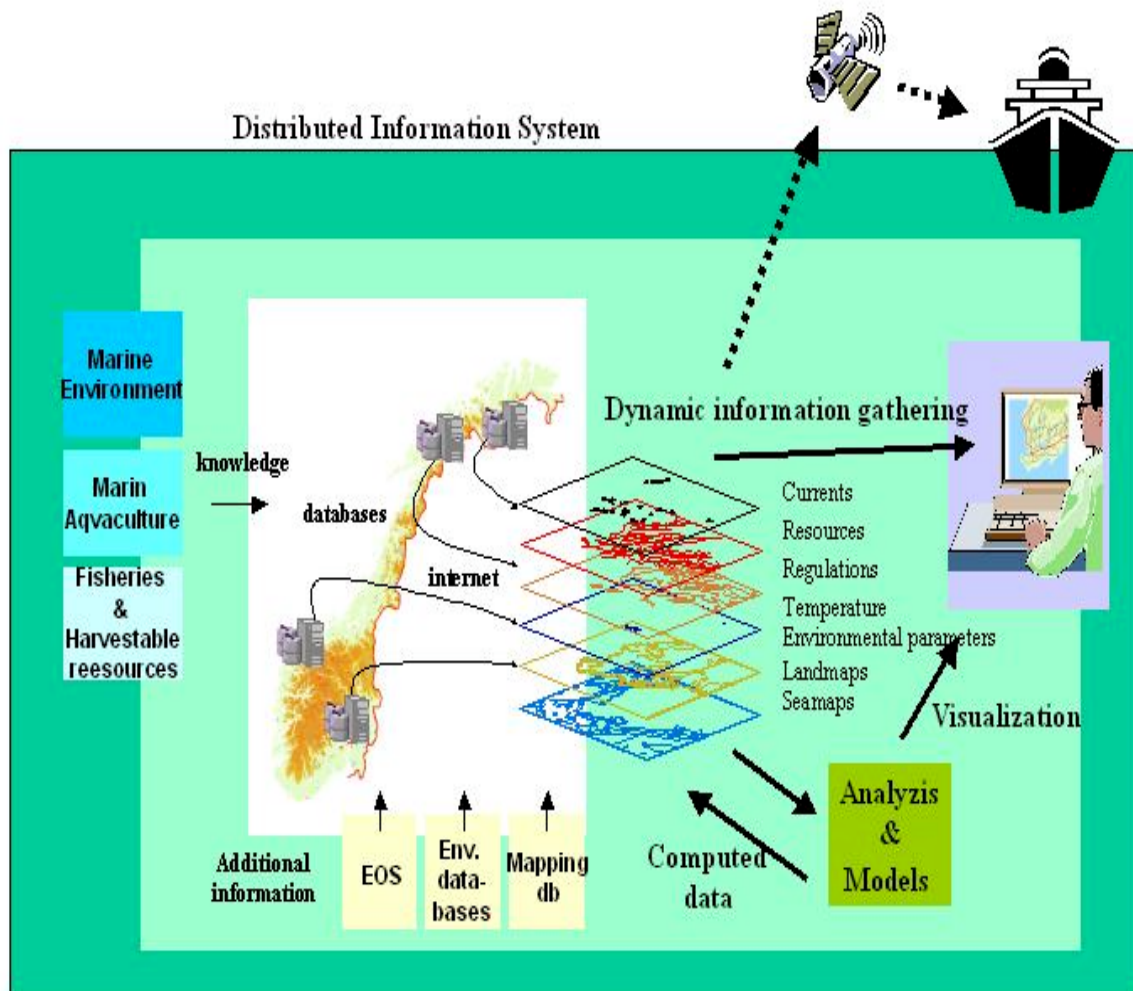 Distributed Information System
Marine
Environment
Marin
Aqvaculture
Fisheries
&
Harvestable
reesources
knowledge
databases
internet
Dynamic information gathering
Currents
Resources
Regulations
Temperature
Environmental parameters
Landmaps
Seamaps
Visualization
Analyzis
&
Models
Computed
data
Additional
information
EOS
Env.
data-
bases
Mapping
db